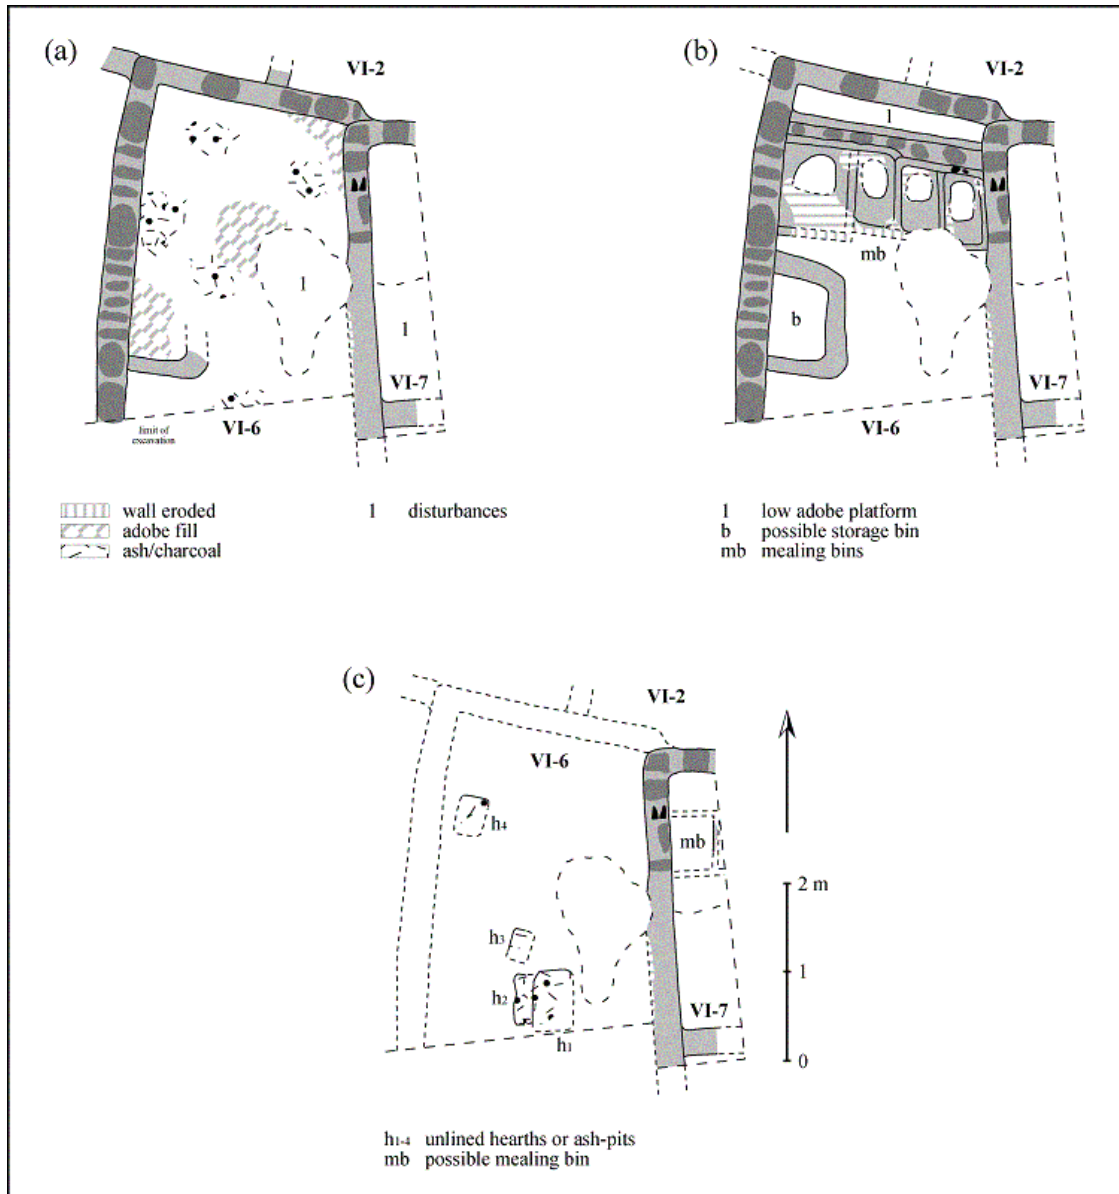 (a)
VI-2
1
1
VI-7
limit of
excavation
VI-6
wall eroded
adobe fill
ash/charcoal
1 disturbances
(b)
VI-2
1
mb
b
VI-7
VI-6
1 low adobe platform
b possible storage bin
mb mealing bins
(c)
VI-2
VI-6
h4
mb
2 m
h3
1
h2
VI-7
h1
0
h1-4 unlined hearths or ash-pits
mb possible mealing bin